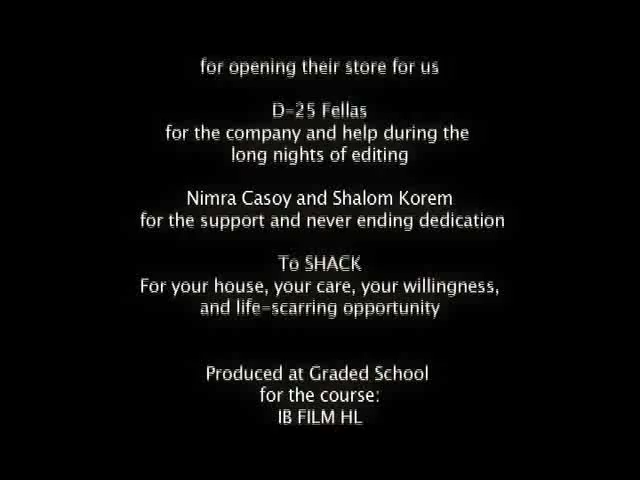 for opening their store for us
D-25 Fellas
for the company and help during the
long nights of editing
Nimra Casoy and Shalom Korem
for the support and never ending dedication
To SHACK
For your house, your care, your willingness,
and life-scarring opportunity
Produced at Graded School
for the course:
IB FILM HL